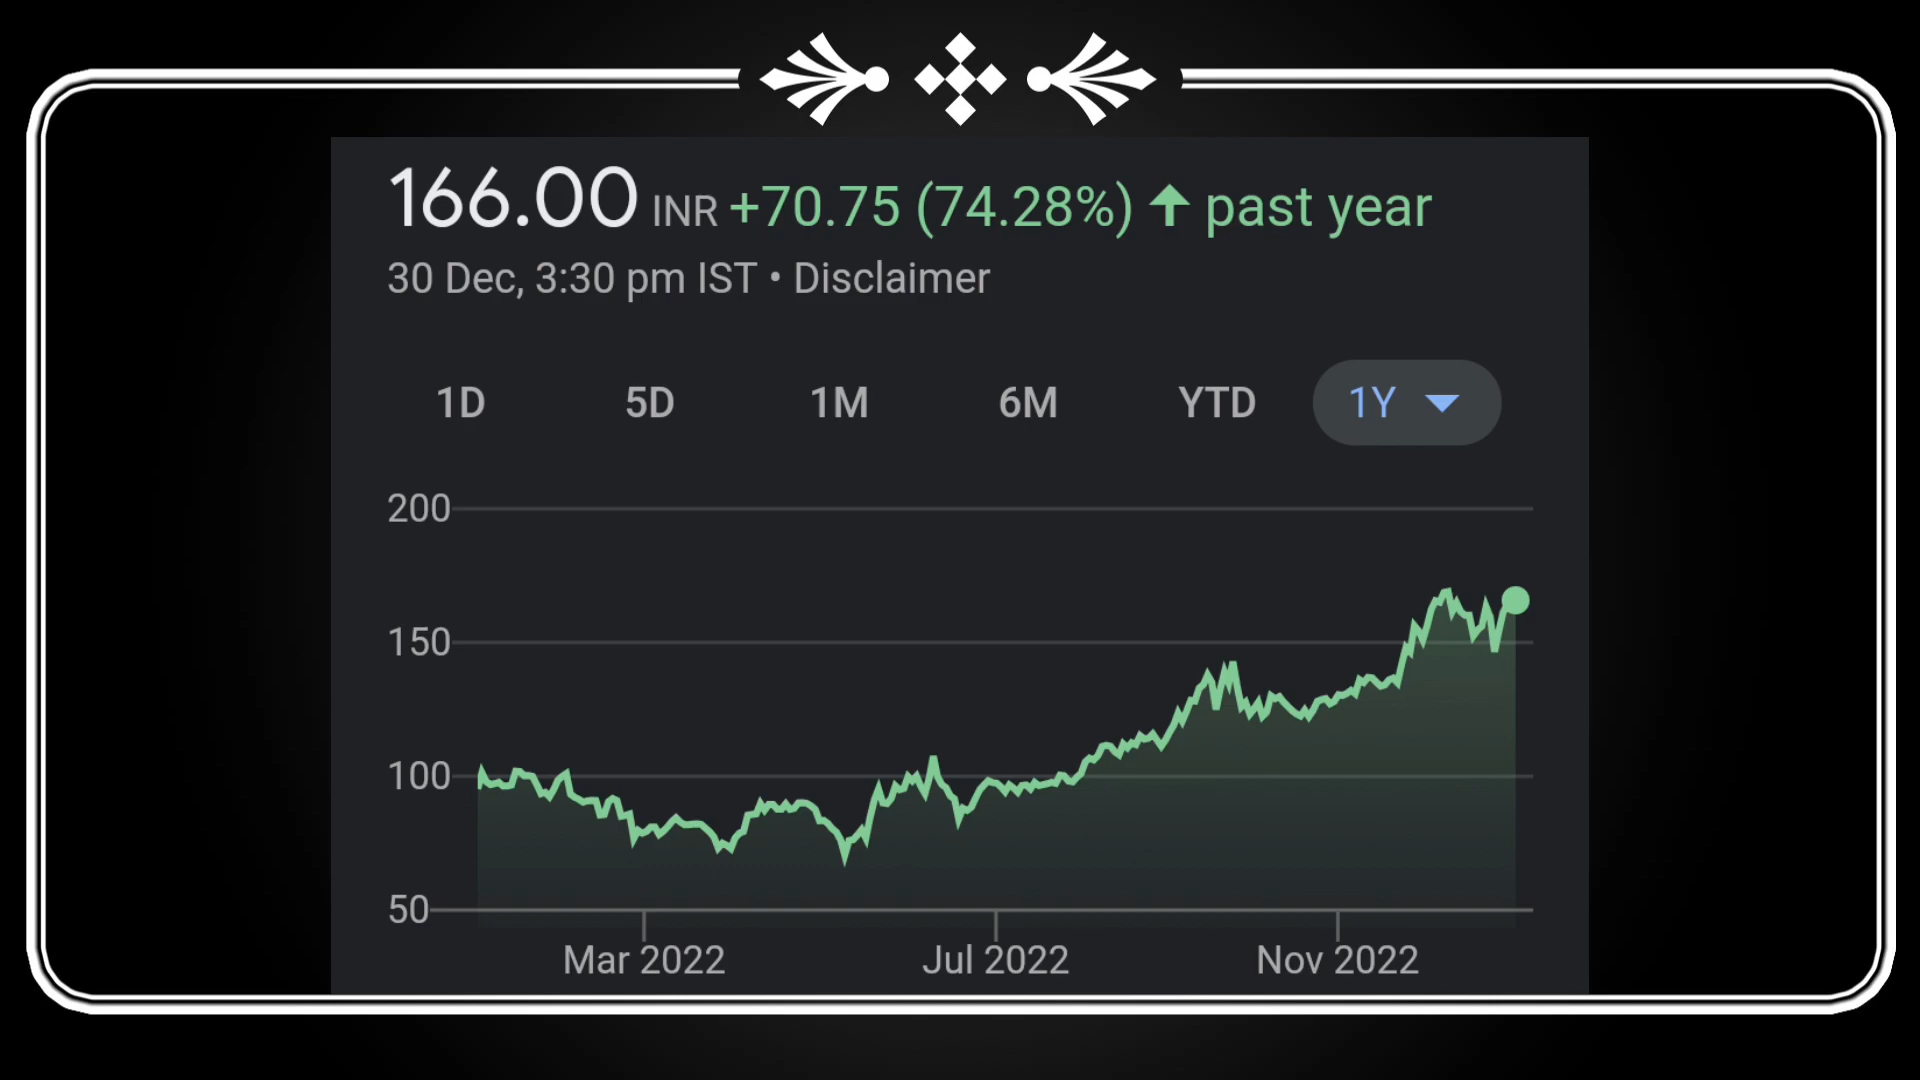 166.00 INR +70.75 (74.28%) ↑ past year
30 Dec, 3:30 pm IST • Disclaimer
1D 5D 1M 6M YTD 1Y
200
150
100
50
Mar 2022 Jul 2022 Nov 2022